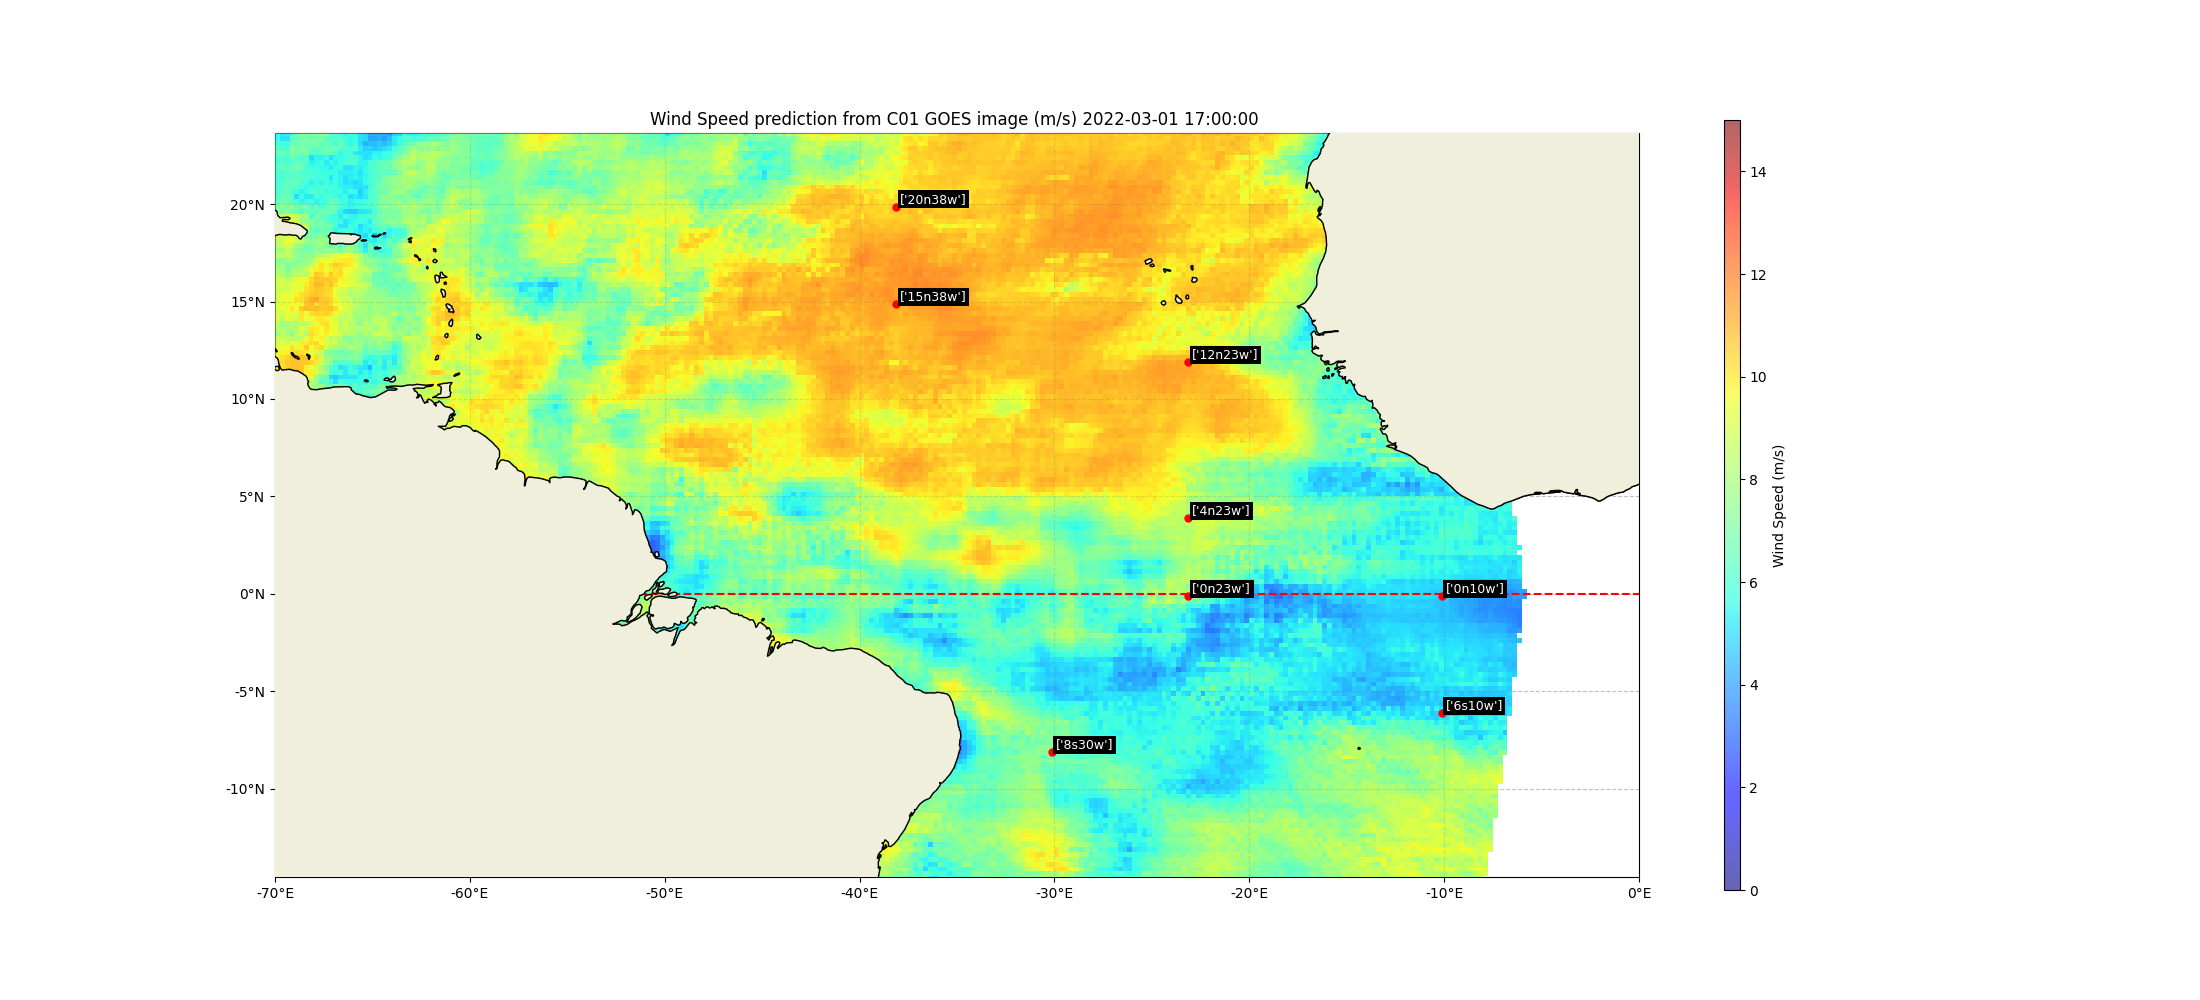 Wind Speed prediction from C01 GOES image (m/s) 2022-03-01 17:00:00
20°N
15°N
10°N
5°N
0°N
-5°N
-10°N
-70°E
-60°E
-50°E
-40°E
-30°E
-20°E
-10°E
0°E
['20n38w']
['15n38w']
['12n23w']
['4n23w']
['0n23w']
['0n10w']
['6s10w']
['8s30w']
14
12
10
8
6
4
2
0
Wind Speed (m/s)